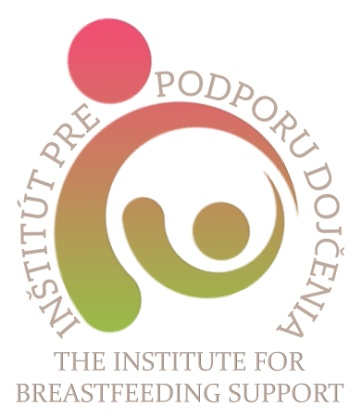 INŠTITÚT PRE PODPORU DOJČENIA
THE INSTITUTE FOR
BREASTFEEDING SUPPORT